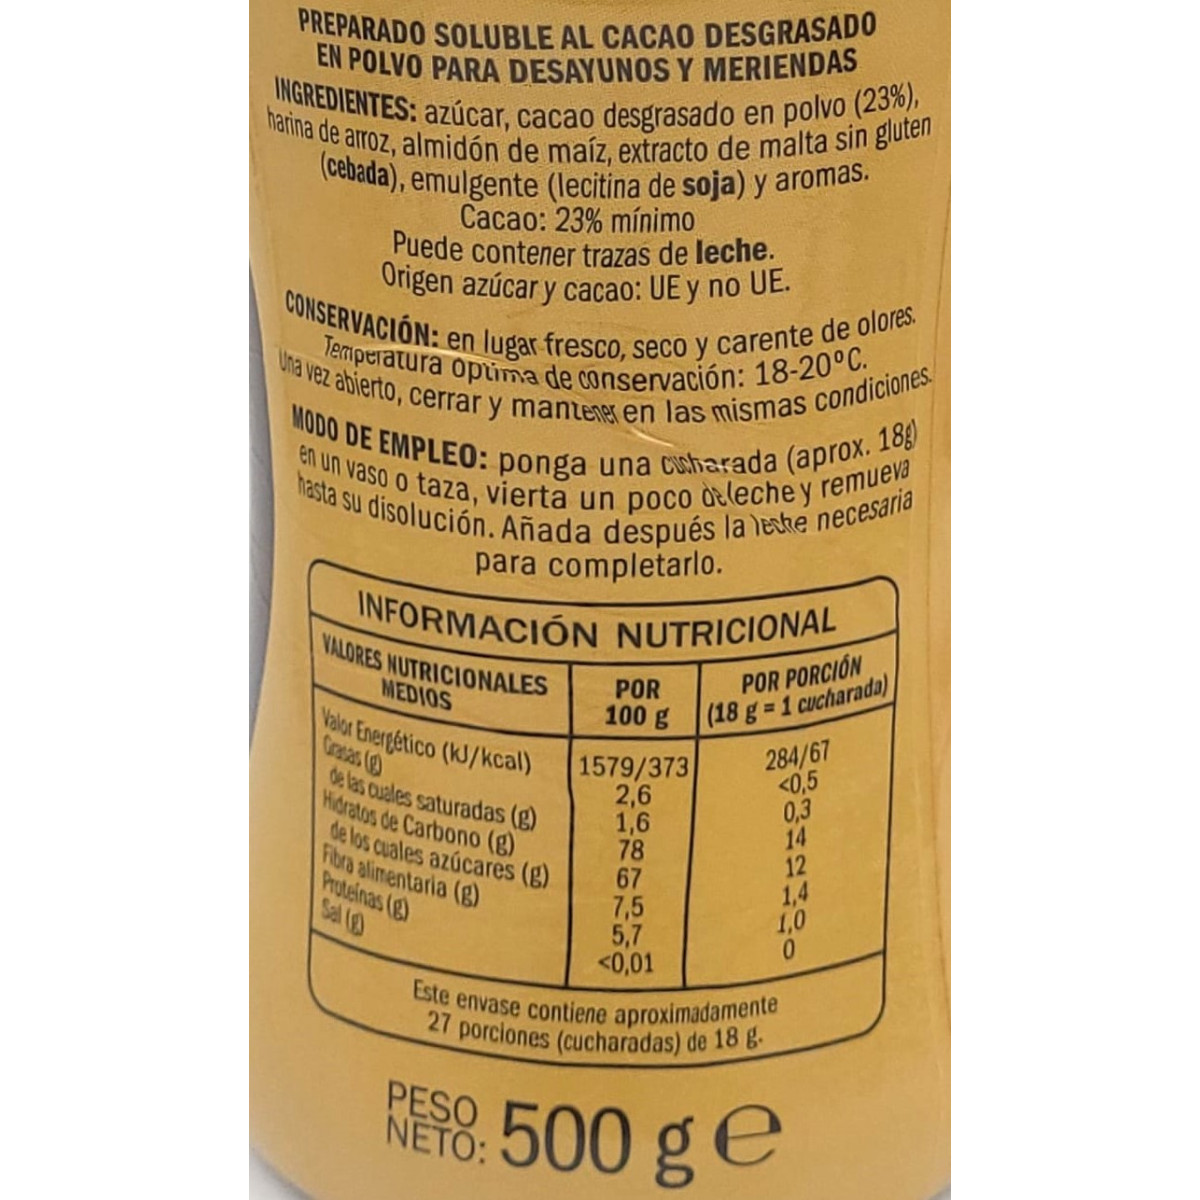 PREPARADO SOLUBLE AL CACAO DESGRASADO
EN POLVO PARA DESAYUNOS Y MERIENDAS
INGREDIENTES: azúcar, cacao desgrasado en polvo (23%),
harina de arroz, almidón de maíz, extracto de malta sin gluten
(cebada), emulgente (lecitina de soja) y aromas.
Cacao: 23% mínimo
Puede contener trazas de leche.
Origen azúcar y cacao: UE y no UE.
CONSERVACIÓN: en lugar fresco, seco y carente de olores.
Temperatura óptima de conservación: 18-20°C.
Una vez abierto, cerrar y mantener en las mismas condiciones.
MODO DE EMPLEO: ponga una cucharada (aprox. 18g)
en un vaso o taza, vierta un poco de leche y remueva
hasta su disolución. Añada después la leche necesaria
para completarlo.
INFORMACIÓN NUTRICIONAL
VALORES NUTRICIONALES MEDIOS POR 100 g POR PORCIÓN (18 g = 1 cucharada)
Valor Energético (kJ/kcal) 1579/373 284/67
Grasas (g) 2,6 <0,5
de las cuales saturadas (g) 1,6 0,3
Hidratos de Carbono (g) 78 14
de los cuales azúcares (g) 67 12
Fibra alimentaria (g) 7,5 1,4
Proteínas (g) 5,7 1,0
Sal (g) <0,01 0
Este envase contiene aproximadamente
27 porciones (cucharadas) de 18 g.
PESO NETO: 500 g e